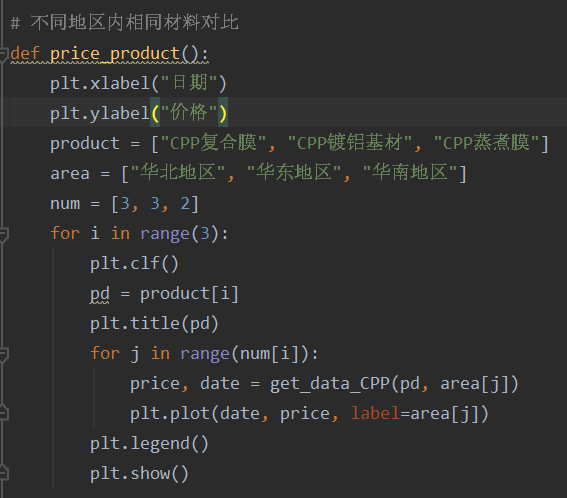 # 不同地区内相同材料对比
def price_product():
    plt.xlabel("日期")
    plt.ylabel("价格")
    product = ["CPP复合膜", "CPP镀铝基材", "CPP蒸煮膜"]
    area = ["华北地区", "华东地区", "华南地区"]
    num = [3, 3, 2]
    for i in range(3):
        plt.clf()
        pd = product[i]
        plt.title(pd)
        for j in range(num[i]):
            price, date = get_data_CPP(pd, area[j])
            plt.plot(date, price, label=area[j])
        plt.legend()
        plt.show()